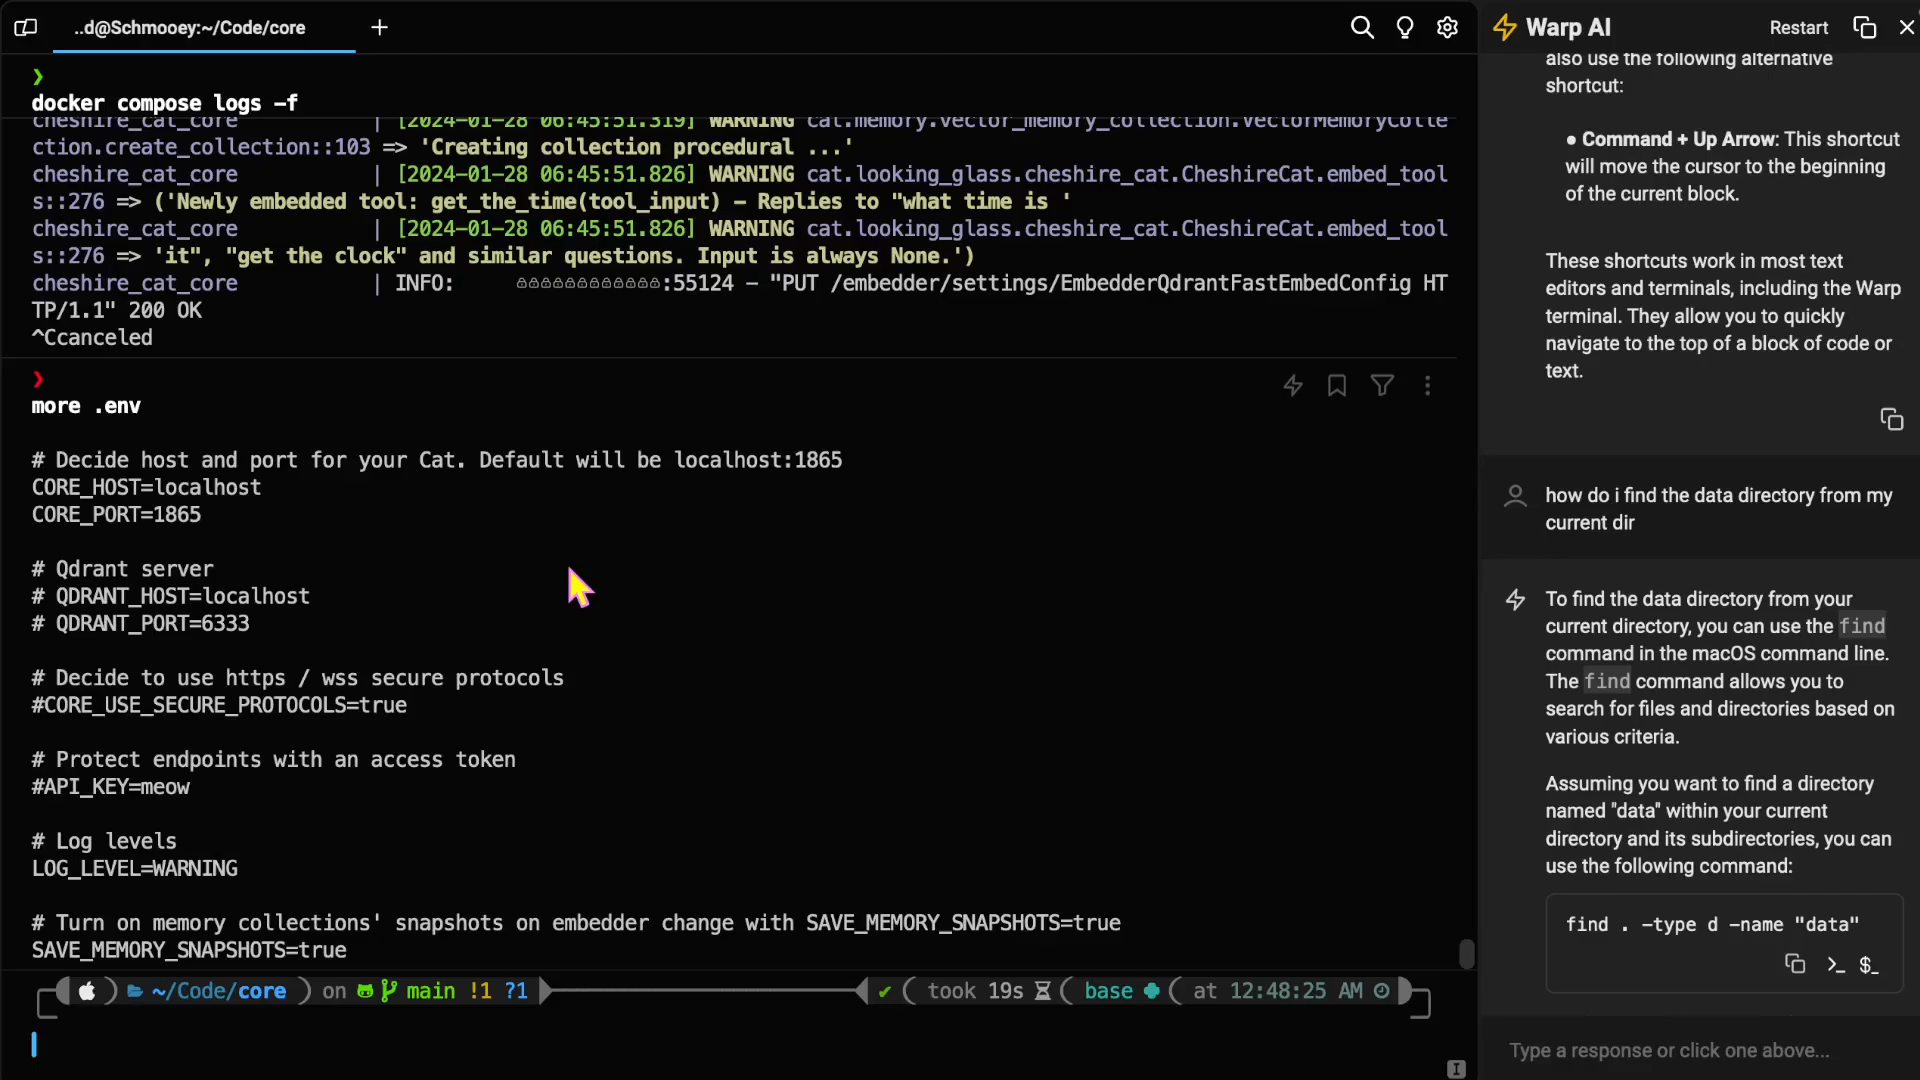 ..d@Schmooey:~/Code/core
+
Warp AI
Restart
❯
docker compose logs -f
cheshire_cat_core | [2024-01-28 06:45:51.319] WARNING cat.memory.vector_memory_collection.VectorMemoryColle
ction.create_collection::103 => 'Creating collection procedural ...'
cheshire_cat_core | [2024-01-28 06:45:51.826] WARNING cat.looking_glass.cheshire_cat.CheshireCat.embed_tool
s::276 => ('Newly embedded tool: get_the_time(tool_input) - Replies to "what time is '
cheshire_cat_core | [2024-01-28 06:45:51.826] WARNING cat.looking_glass.cheshire_cat.CheshireCat.embed_tool
s::276 => 'it", "get the clock" and similar questions. Input is always None.')
cheshire_cat_core | INFO: :55124 - "PUT /embedder/settings/EmbedderQdrantFastEmbedConfig HT
TP/1.1" 200 OK
^Ccanceled
❯
more .env
# Decide host and port for your Cat. Default will be localhost:1865
CORE_HOST=localhost
CORE_PORT=1865
# Qdrant server
# QDRANT_HOST=localhost
# QDRANT_PORT=6333
# Decide to use https / wss secure protocols
#CORE_USE_SECURE_PROTOCOLS=true
# Protect endpoints with an access token
#API_KEY=meow
# Log levels
LOG_LEVEL=WARNING
# Turn on memory collections' snapshots on embedder change with SAVE_MEMORY_SNAPSHOTS=true
SAVE_MEMORY_SNAPSHOTS=true
~/Code/core ) on main !1 ?1
✔ ( took 19s ( base ( at 12:48:25 AM
also use the following alternative
shortcut:
● Command + Up Arrow: This shortcut
will move the cursor to the beginning
of the current block.
These shortcuts work in most text
editors and terminals, including the Warp
terminal. They allow you to quickly
navigate to the top of a block of code or
text.
how do i find the data directory from my
current dir
To find the data directory from your
current directory, you can use the find
command in the macOS command line.
The find command allows you to
search for files and directories based on
various criteria.
Assuming you want to find a directory
named "data" within your current
directory and its subdirectories, you can
use the following command:
find . -type d -name "data"
>_ $_
Type a response or click one above...